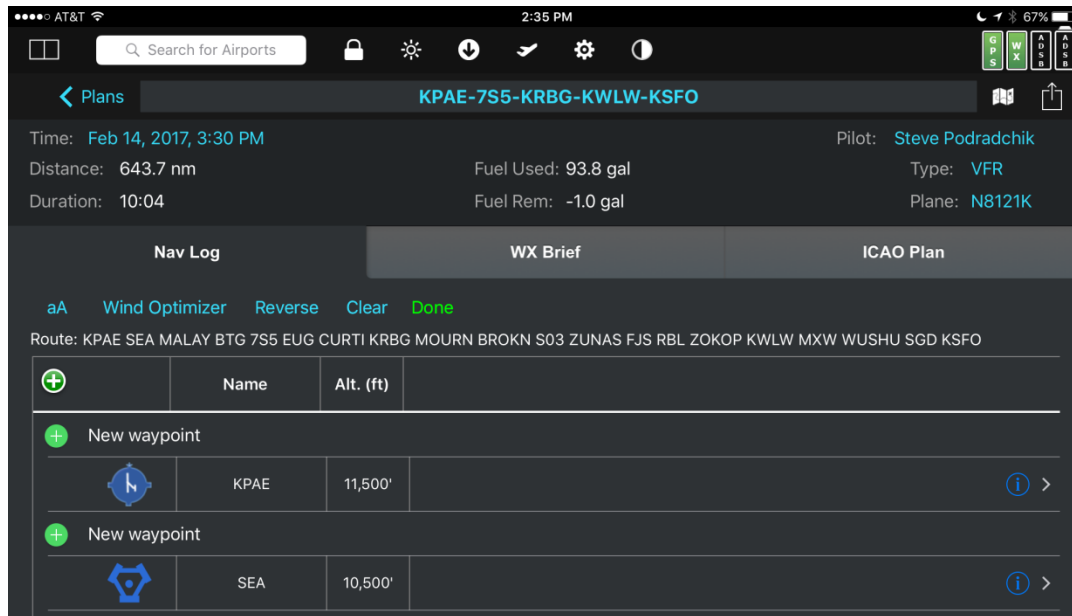 AT&T 2:35 PM 67%
Search for Airports GPS WX ADSB ADSB
Plans KPAE-7S5-KRBG-KWLW-KSFO
Time: Feb 14, 2017, 3:30 PM Pilot: Steve Podradchik
Distance: 643.7 nm Fuel Used: 93.8 gal Type: VFR
Duration: 10:04 Fuel Rem: -1.0 gal Plane: N8121K
Nav Log WX Brief ICAO Plan
aA Wind Optimizer Reverse Clear Done
Route: KPAE SEA MALAY BTG 7S5 EUG CURTI KRBG MOURN BROKN S03 ZUNAS FJS RBL ZOKOP KWLW MXW WUSHU SGD KSFO
Name Alt. (ft)
New waypoint
KPAE 11,500'
New waypoint
SEA 10,500'